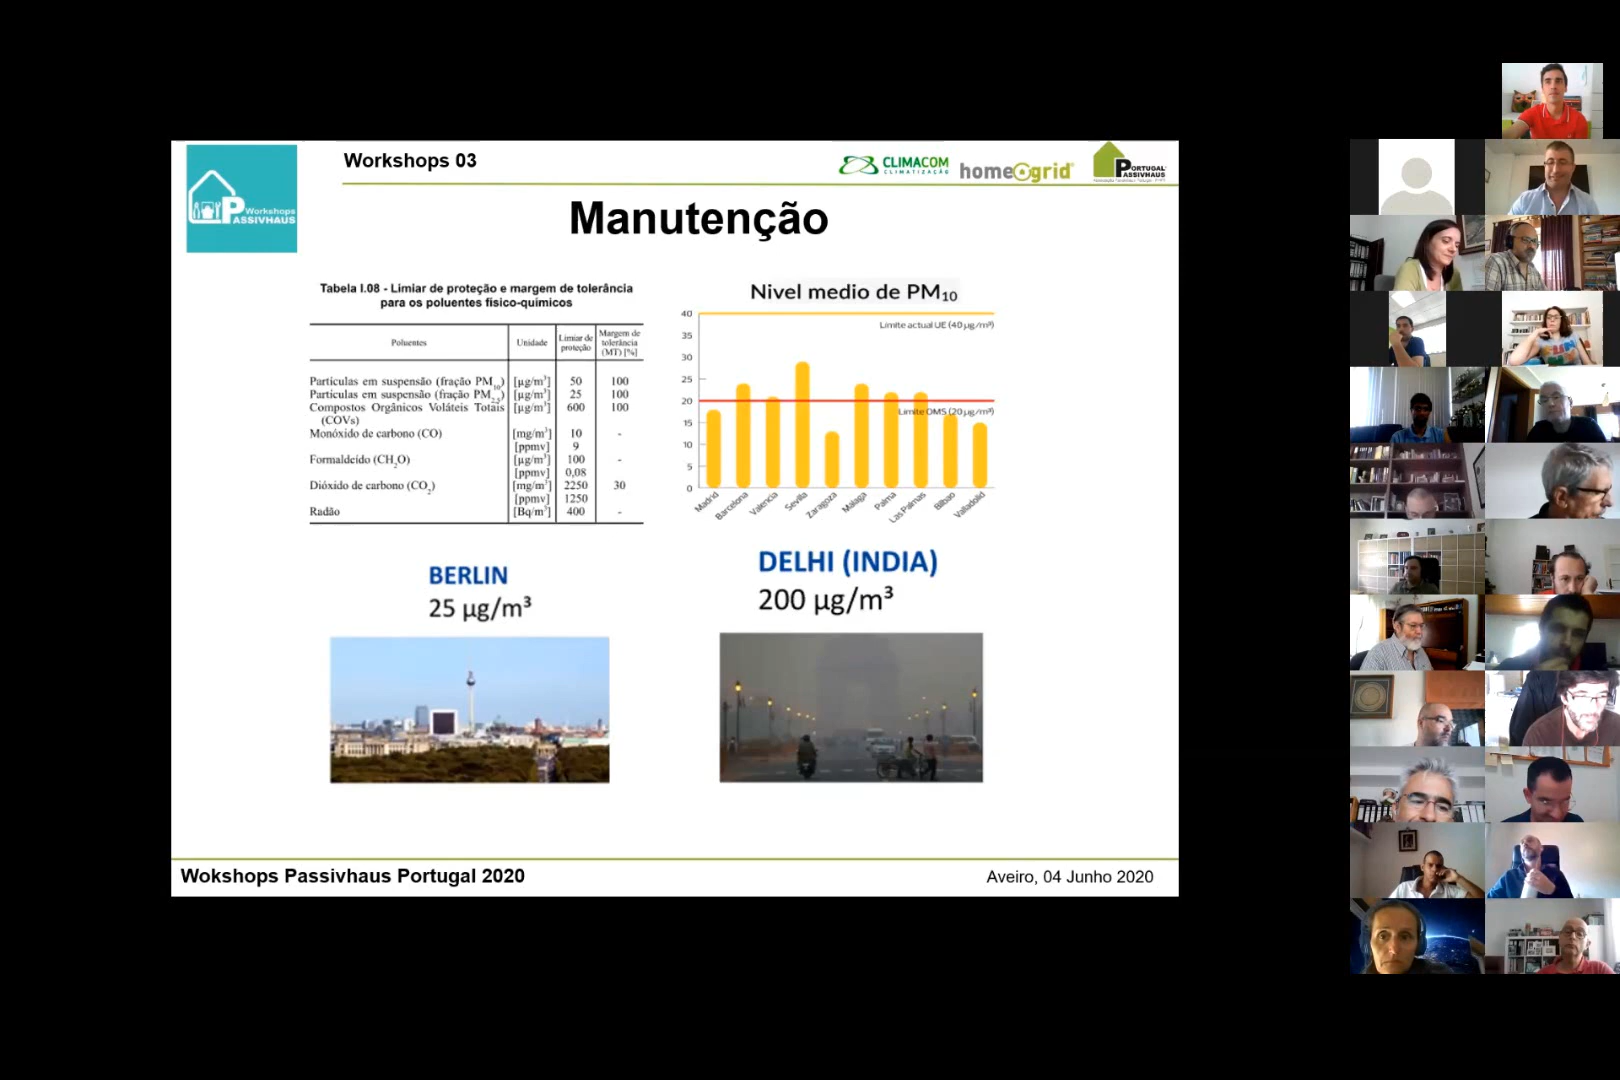 Workshops 03
CLIMACOM
CLIMATIZAÇÃO
homegrid
PORTUGAL
PASSIVHAUS
Workshops
PASSIVHAUS
Manutenção
Tabela I.08 - Limiar de proteção e margem de tolerância
para os poluentes físico-químicos
Poluentes Unidade Limiar de proteção Margem de tolerância (MT) [%]
Partículas em suspensão (fração PM10) [µg/m³] 50 100
Partículas em suspensão (fração PM2,5) [µg/m³] 25 100
Compostos Orgânicos Voláteis Totais [µg/m³] 600 100
(COVs)
Monóxido de carbono (CO) [mg/m³] 10 -
[ppmv] 9
Formaldeído (CH2O) [µg/m³] 100 -
[ppmv] 0,08
Dióxido de carbono (CO2) [mg/m³] 2250 30
[ppmv] 1250
Radão [Bq/m³] 400 -
Nivel medio de PM10
40
Límite actual UE (40 µg/m³)
35
30
25
20
Límite OMS (20 µg/m³)
15
10
5
0
Madrid
Barcelona
Valencia
Sevilla
Zaragoza
Málaga
Palma
Las Palmas
Bilbao
Valladolid
BERLIN
25 µg/m³
DELHI (INDIA)
200 µg/m³
Wokshops Passivhaus Portugal 2020
Aveiro, 04 Junho 2020